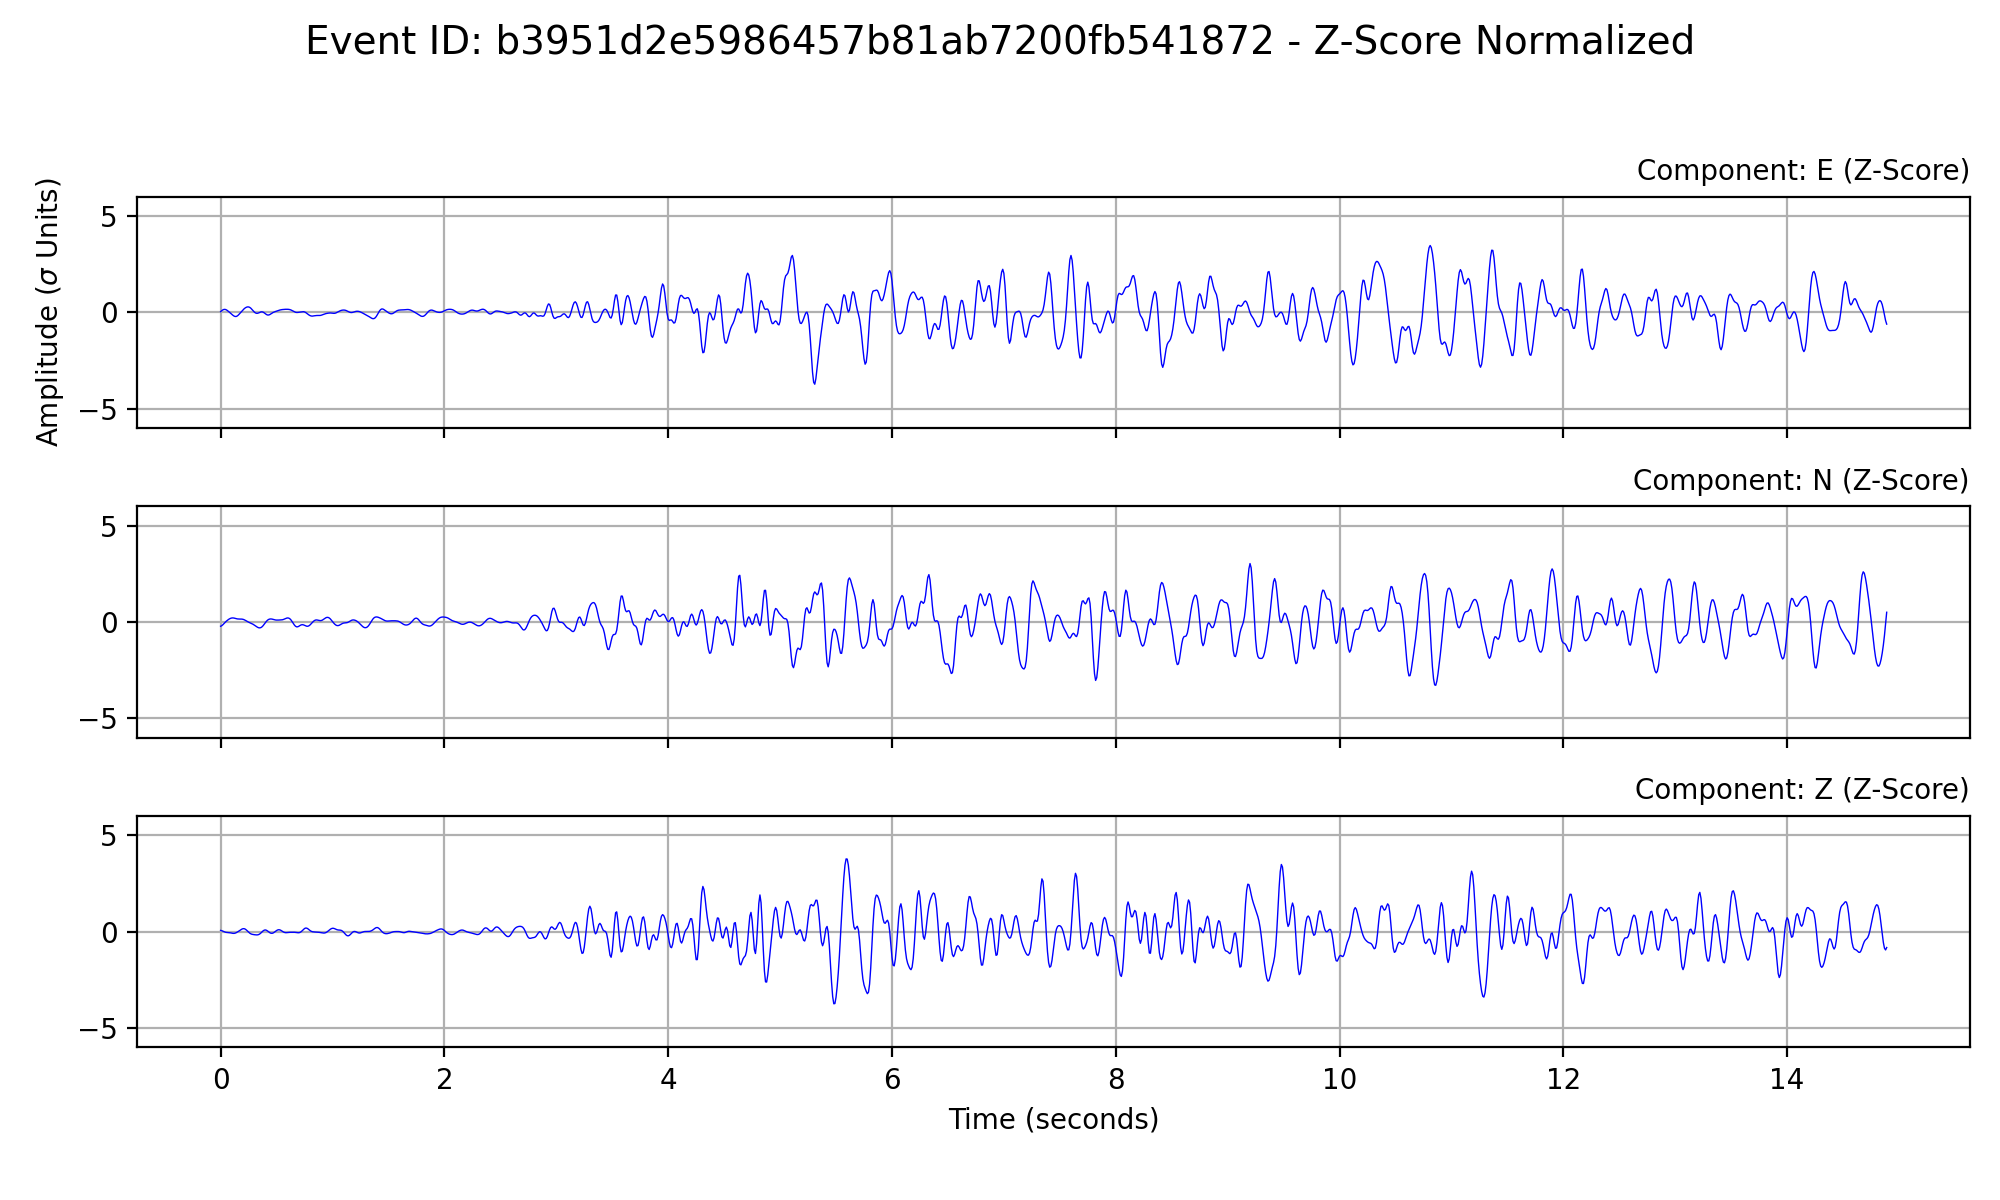 Event ID: b3951d2e5986457b81ab7200fb541872 - Z-Score Normalized
Component: E (Z-Score)
Amplitude (σ Units)
5
0
−5
Component: N (Z-Score)
5
0
−5
Component: Z (Z-Score)
5
0
−5
0 2 4 6 8 10 12 14
Time (seconds)